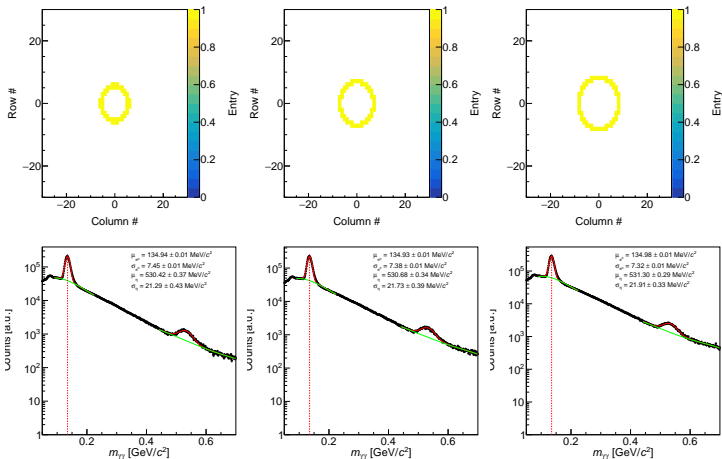 Row #
20
0
−20
−20
0
20
Column #
1
0.8
0.6
0.4
0.2
0
Entry
Row #
20
0
−20
−20
0
20
Column #
1
0.8
0.6
0.4
0.2
0
Entry
Row #
20
0
−20
−20
0
20
Column #
1
0.8
0.6
0.4
0.2
0
Entry
Counts [a.u.]
10⁵
10⁴
10³
10²
10
1
μπ⁰ = 134.94 ± 0.01 MeV/c²
σπ⁰ = 7.45 ± 0.01 MeV/c²
μη = 530.42 ± 0.37 MeV/c²
ση = 21.29 ± 0.43 MeV/c²
0.2
0.4
0.6
mγγ [GeV/c²]
Counts [a.u.]
10⁵
10⁴
10³
10²
10
1
μπ⁰ = 134.93 ± 0.01 MeV/c²
σπ⁰ = 7.38 ± 0.01 MeV/c²
μη = 530.68 ± 0.34 MeV/c²
ση = 21.73 ± 0.39 MeV/c²
0.2
0.4
0.6
mγγ [GeV/c²]
Counts [a.u.]
10⁵
10⁴
10³
10²
10
1
μπ⁰ = 134.98 ± 0.01 MeV/c²
σπ⁰ = 7.32 ± 0.01 MeV/c²
μη = 531.30 ± 0.29 MeV/c²
ση = 21.91 ± 0.33 MeV/c²
0.2
0.4
0.6
mγγ [GeV/c²]